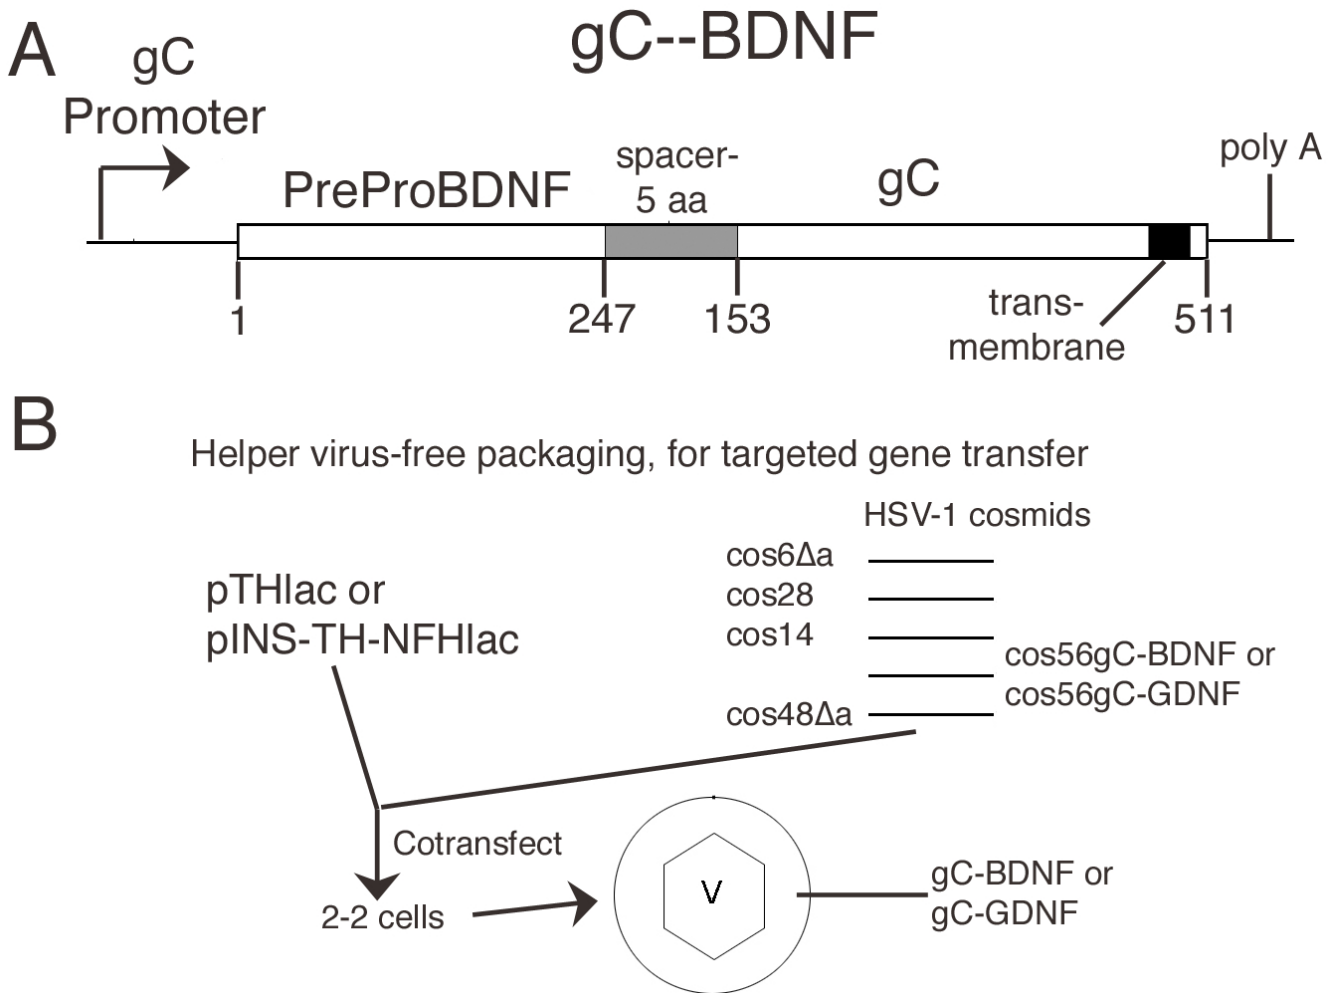 A
gC--BDNF
gC
Promoter
PreProBDNF
spacer-
5 aa
gC
poly A
1
247
153
trans-
membrane
511
B
Helper virus-free packaging, for targeted gene transfer
HSV-1 cosmids
pTHlac or
pINS-TH-NFHlac
cos6Δa
cos28
cos14
cos56gC-BDNF or
cos56gC-GDNF
cos48Δa
Cotransfect
2-2 cells
V
gC-BDNF or
gC-GDNF